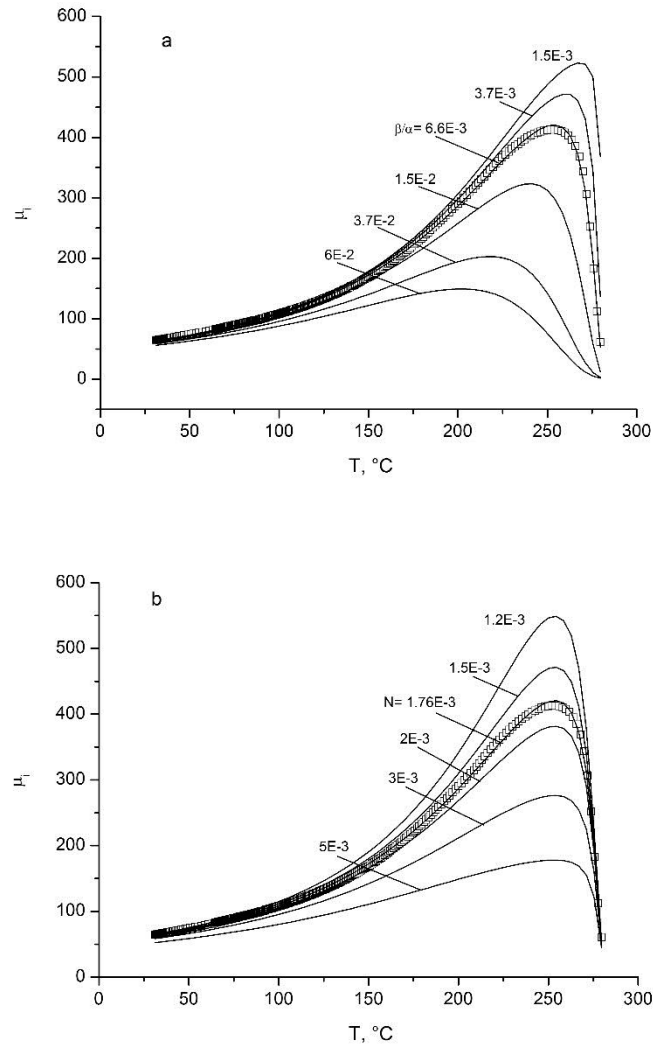 600
a
1.5E-3
500
3.7E-3
400
β/α= 6.6E-3
1.5E-2
300
μi
3.7E-2
200
6E-2
100
0
0 50 100 150 200 250 300
T, °C
600
b
1.2E-3
500
1.5E-3
N= 1.76E-3
400
2E-3
μi
300
3E-3
5E-3
200
100
0
0 50 100 150 200 250 300
T, °C